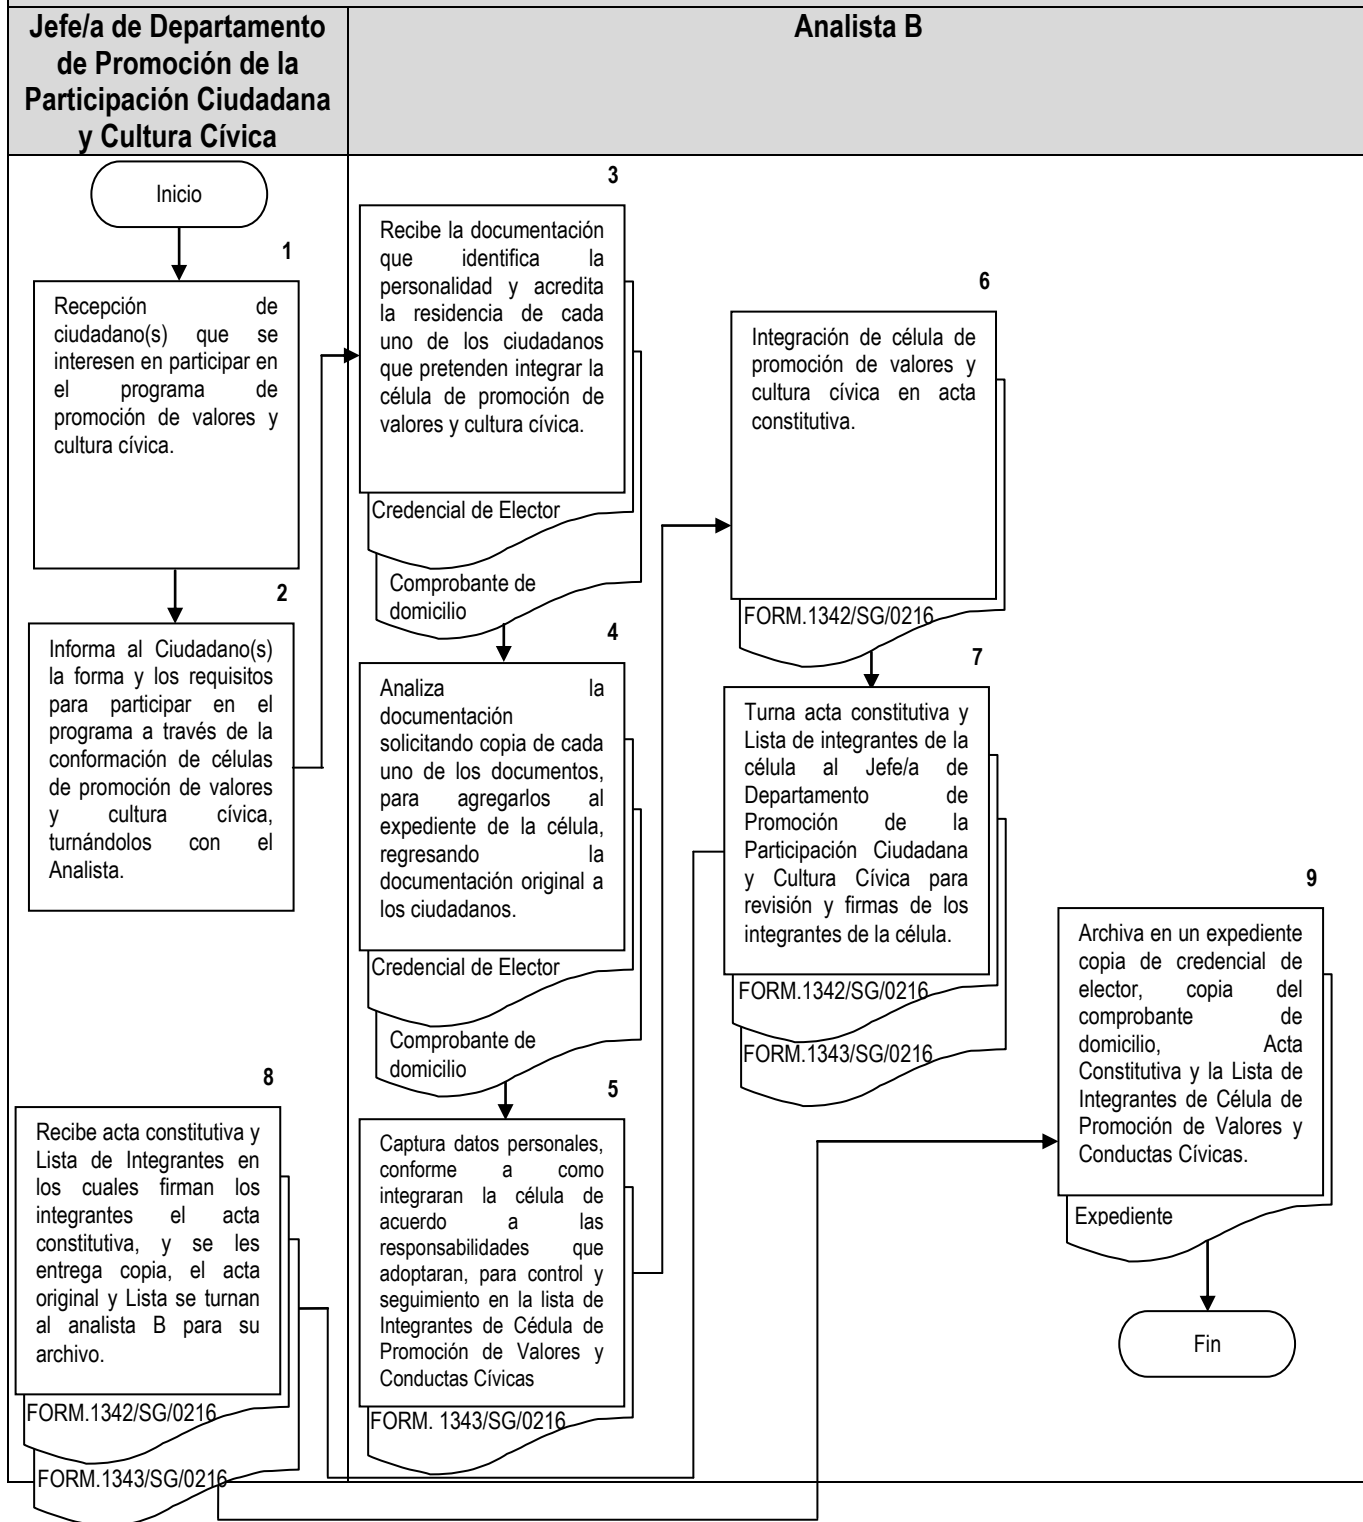 Jefe/a de Departamento
de Promoción de la
Participación Ciudadana
y Cultura Cívica
Analista B
Inicio
1
Recepción de
ciudadano(s) que se
interesen en participar en
el programa de
promoción de valores y
cultura cívica.
2
Informa al Ciudadano(s)
la forma y los requisitos
para participar en el
programa a través de la
conformación de células
de promoción de valores
y cultura cívica,
turnándolos con el
Analista.
3
Recibe la documentación
que identifica la
personalidad y acredita
la residencia de cada
uno de los ciudadanos
que pretenden integrar la
célula de promoción de
valores y cultura cívica.
Credencial de Elector
Comprobante de
domicilio
4
Analiza la
documentación
solicitando copia de cada
uno de los documentos,
para agregarlos al
expediente de la célula,
regresando la
documentación original a
los ciudadanos.
Credencial de Elector
Comprobante de
domicilio
5
Captura datos personales,
conforme a como
integraran la célula de
acuerdo a las
responsabilidades que
adoptaran, para control y
seguimiento en la lista de
Integrantes de Cédula de
Promoción de Valores y
Conductas Cívicas
FORM. 1343/SG/0216
6
Integración de célula de
promoción de valores y
cultura cívica en acta
constitutiva.
FORM.1342/SG/0216
7
Turna acta constitutiva y
Lista de integrantes de la
célula al Jefe/a de
Departamento de
Promoción de la
Participación Ciudadana
y Cultura Cívica para
revisión y firmas de los
integrantes de la célula.
FORM.1342/SG/0216
FORM.1343/SG/0216
8
Recibe acta constitutiva y
Lista de Integrantes en
los cuales firman los
integrantes el acta
constitutiva, y se les
entrega copia, el acta
original y Lista se turnan
al analista B para su
archivo.
FORM.1342/SG/0216
FORM.1343/SG/0216
9
Archiva en un expediente
copia de credencial de
elector, copia del
comprobante de
domicilio, Acta
Constitutiva y la Lista de
Integrantes de Célula de
Promoción de Valores y
Conductas Cívicas.
Expediente
Fin